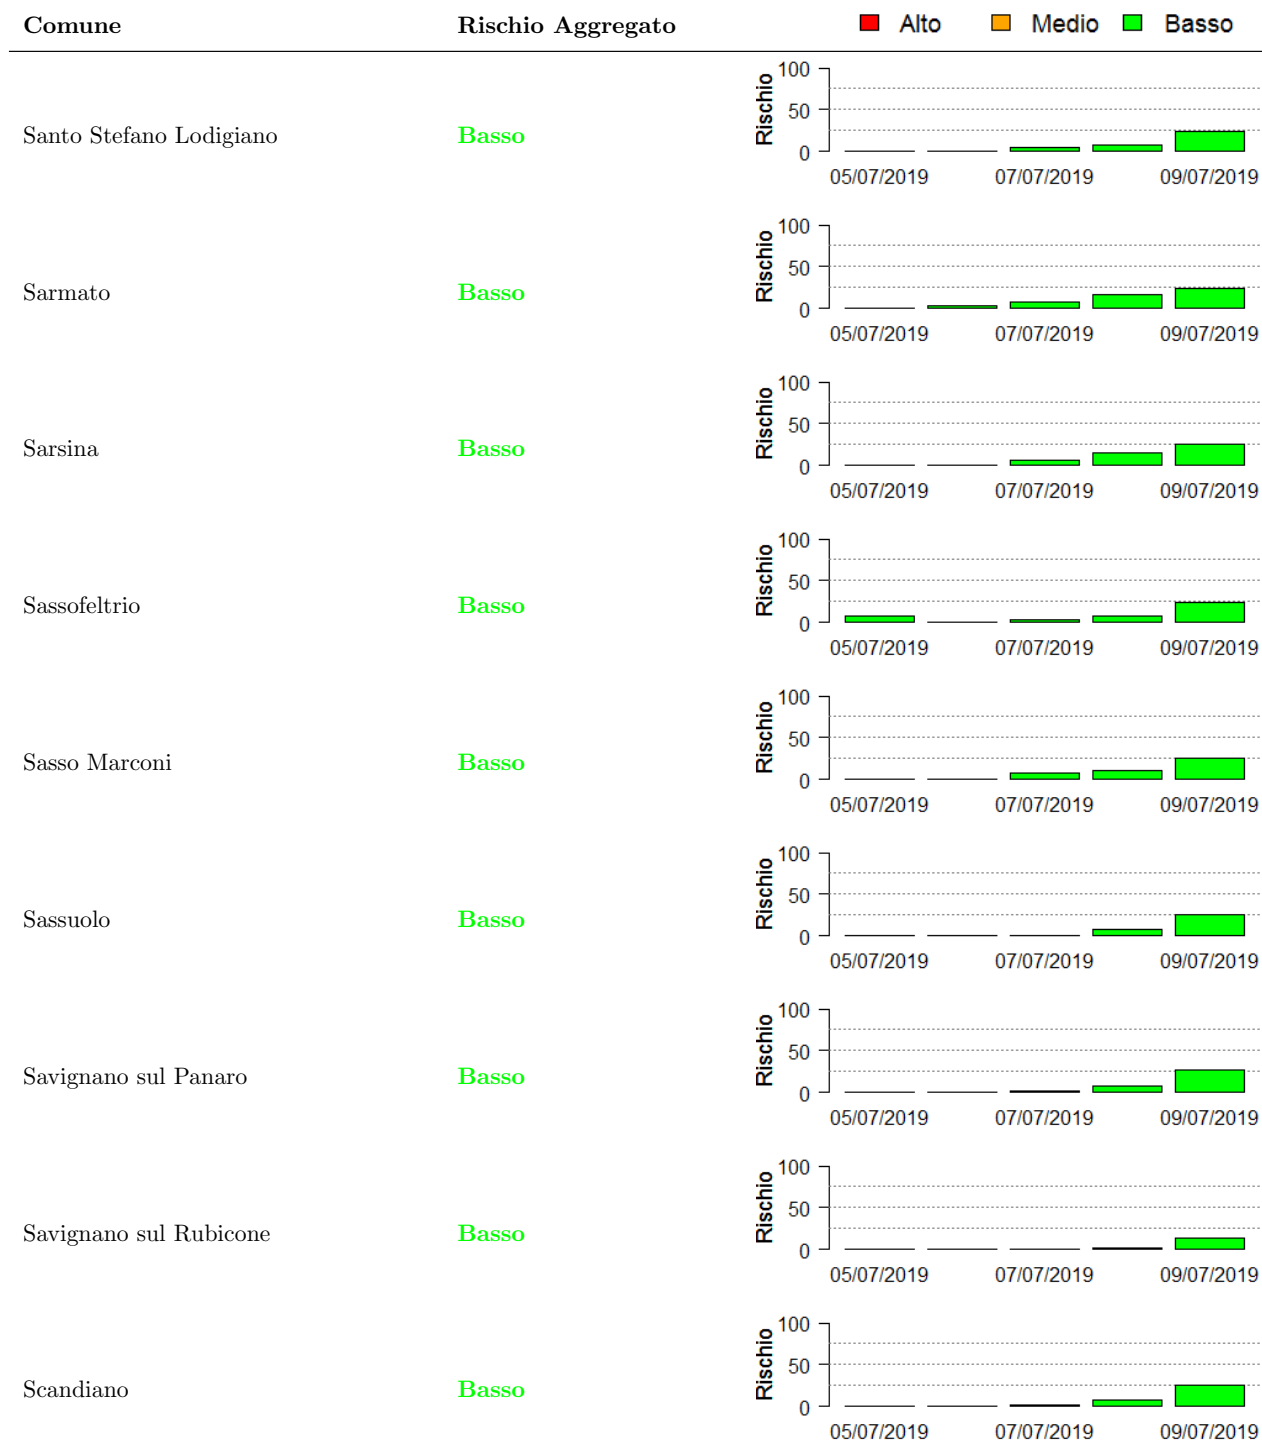 Comune Rischio Aggregato Alto Medio Basso
Santo Stefano Lodigiano Basso
Rischio
100
50
0
05/07/2019 07/07/2019 09/07/2019
Sarmato Basso
Rischio
100
50
0
05/07/2019 07/07/2019 09/07/2019
Sarsina Basso
Rischio
100
50
0
05/07/2019 07/07/2019 09/07/2019
Sassofeltrio Basso
Rischio
100
50
0
05/07/2019 07/07/2019 09/07/2019
Sasso Marconi Basso
Rischio
100
50
0
05/07/2019 07/07/2019 09/07/2019
Sassuolo Basso
Rischio
100
50
0
05/07/2019 07/07/2019 09/07/2019
Savignano sul Panaro Basso
Rischio
100
50
0
05/07/2019 07/07/2019 09/07/2019
Savignano sul Rubicone Basso
Rischio
100
50
0
05/07/2019 07/07/2019 09/07/2019
Scandiano Basso
Rischio
100
50
0
05/07/2019 07/07/2019 09/07/2019